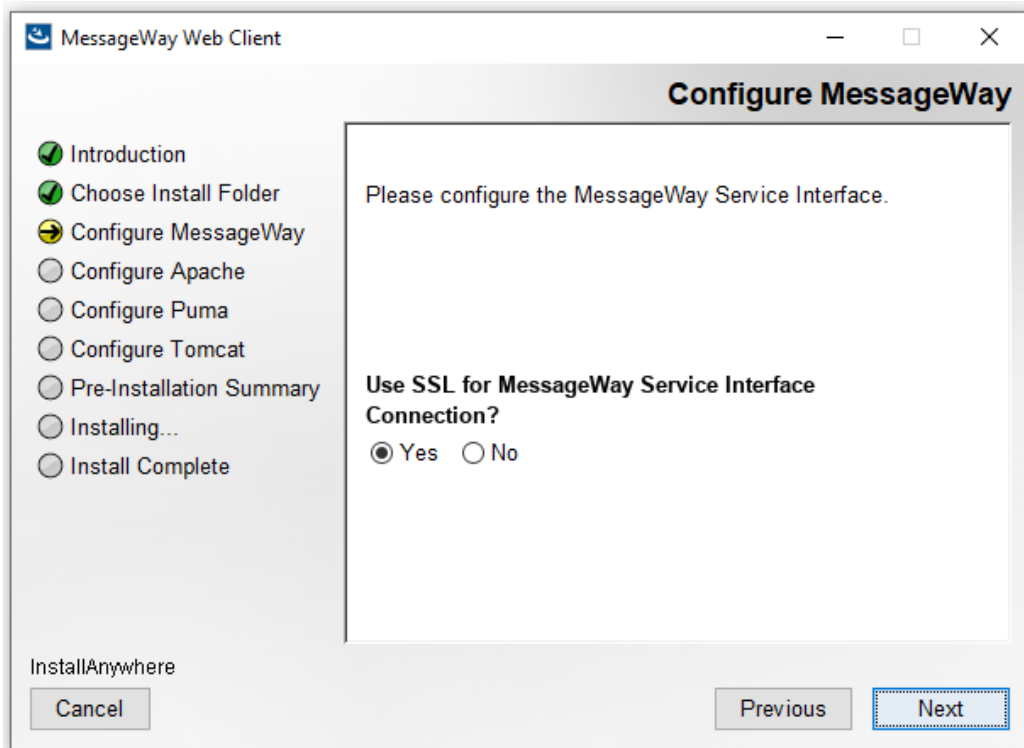 MessageWay Web Client
Configure MessageWay
Introduction
Choose Install Folder
Configure MessageWay
Configure Apache
Configure Puma
Configure Tomcat
Pre-Installation Summary
Installing...
Install Complete
Please configure the MessageWay Service Interface.
Use SSL for MessageWay Service Interface
Connection?
Yes No
InstallAnywhere
Cancel Previous Next